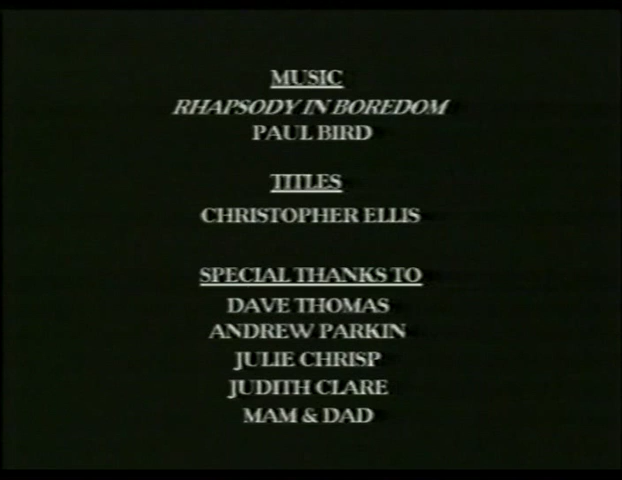 MUSIC
RHAPSODY IN BOREDOM
PAUL BIRD
TITLES
CHRISTOPHER ELLIS
SPECIAL THANKS TO
DAVE THOMAS
ANDREW PARKIN
JULIE CHRISP
JUDITH CLARE
MAM & DAD